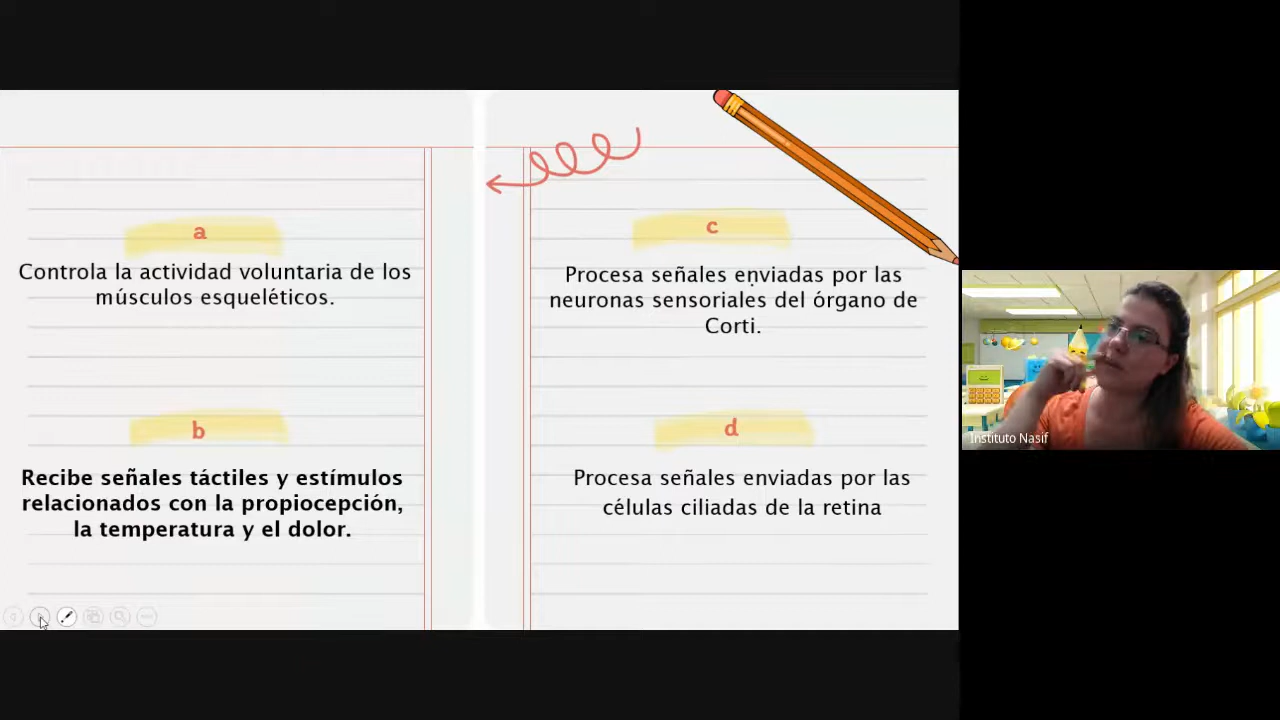 a
Controla la actividad voluntaria de los
músculos esqueléticos.
b
Recibe señales táctiles y estímulos
relacionados con la propiocepción,
la temperatura y el dolor.
c
Procesa señales enviadas por las
neuronas sensoriales del órgano de
Corti.
d
Procesa señales enviadas por las
células ciliadas de la retina
Instituto Nasif